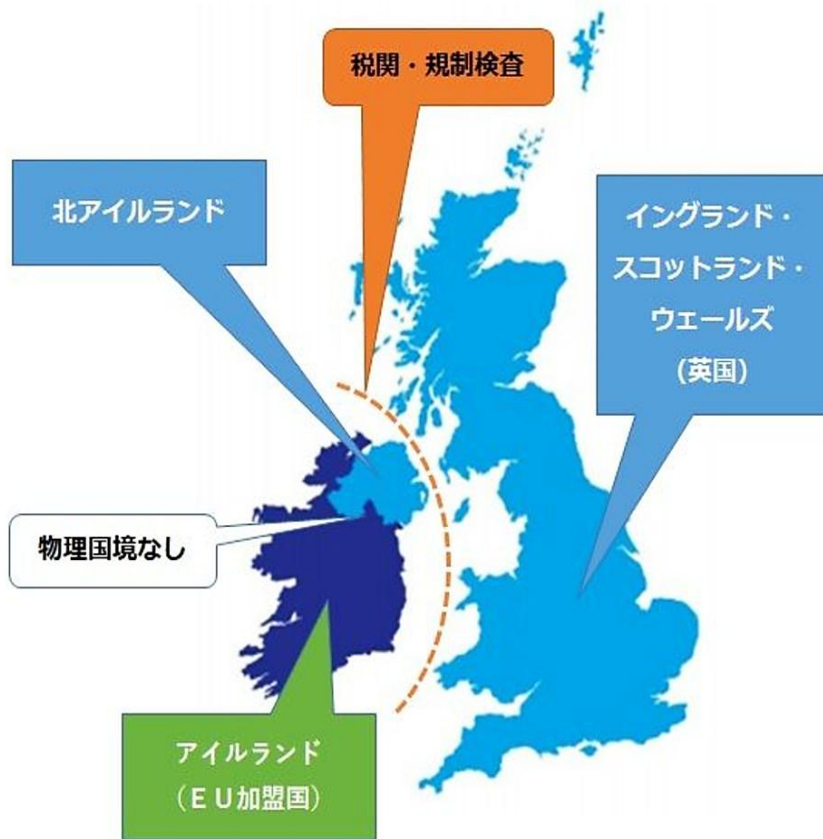 税関・規制検査
北アイルランド
イングランド・
スコットランド・
ウェールズ
(英国)
物理国境なし
アイルランド
(ＥＵ加盟国)